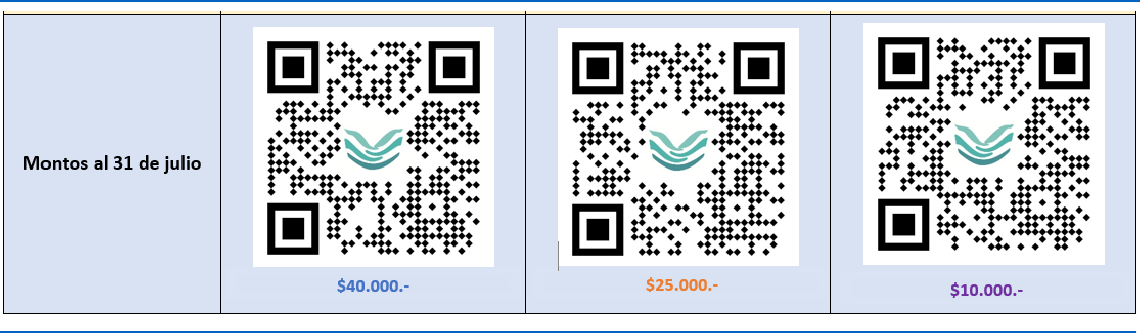 Montos al 31 de julio
$40.000.-
$25.000.-
$10.000.-